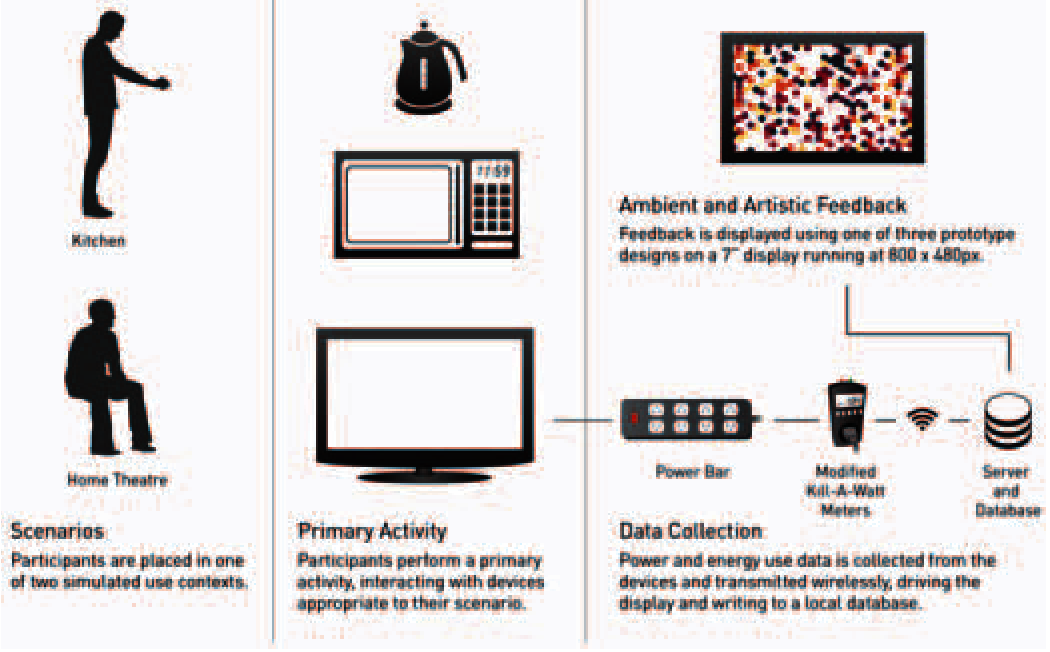 Kitchen
Home Theatre
Scenarios
Participants are placed in one
of two simulated use contexts.
11:59
Primary Activity
Participants perform a primary
activity, interacting with devices
appropriate to their scenario.
Ambient and Artistic Feedback
Feedback is displayed using one of three prototype
designs on a 7" display running at 800 x 480px.
Power Bar
Modified
Kill-A-Watt
Meters
Server
and
Database
Data Collection
Power and energy use data is collected from the
devices and transmitted wirelessly, driving the
display and writing to a local database.